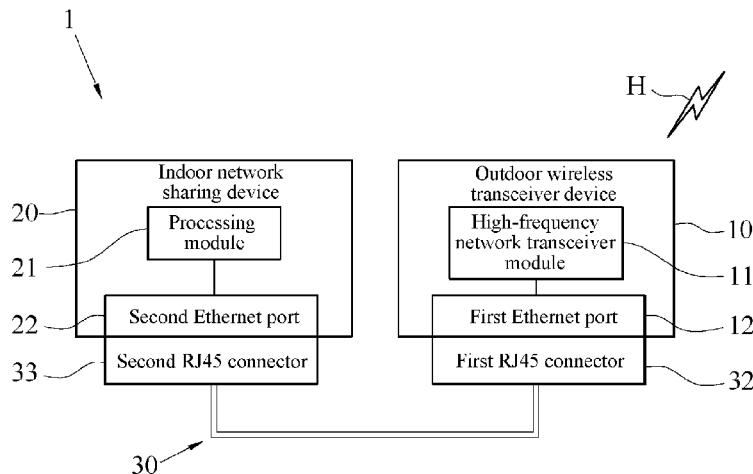 1
H
Indoor network
sharing device
Outdoor wireless
transceiver device
20
Processing
module
High-frequency
network transceiver
module
10
21
11
22
Second Ethernet port
First Ethernet port
12
33
Second RJ45 connector
First RJ45 connector
32
30